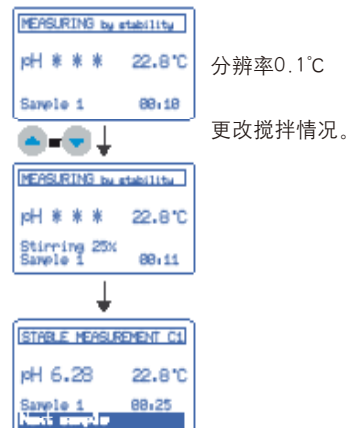 MEASURING by stability
pH * * * 22.8°C
Sample 1 00:10
分辨率0.1℃
更改搅拌情况。
MEASURING by stability
pH * * * 22.8°C
Stirring 25%
Sample 1 00:11
STABLE MEASUREMENT C1
pH 6.28 22.8°C
Sample 1 00:25
Next sample